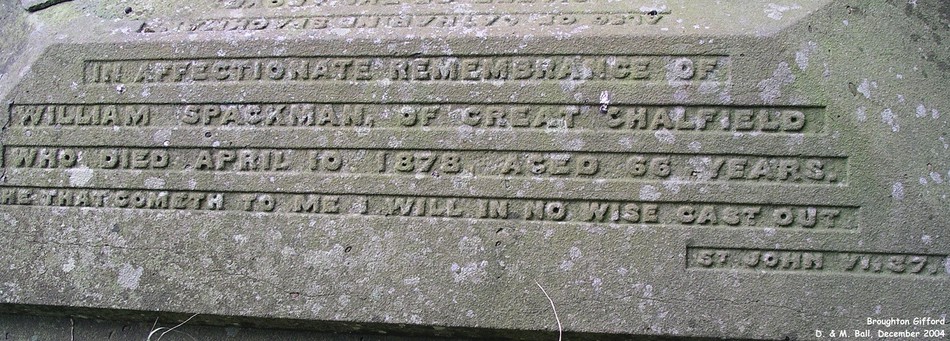 IN AFFECTIONATE REMEMBRANCE OF
WILLIAM SPACKMAN, OF GREAT CHALFIELD
WHO DIED APRIL 10 1878, AGED 66 YEARS.
HE THAT COMETH TO ME I WILL IN NO WISE CAST OUT
ST JOHN VI:37.
Broughton Gifford
D. & M. Ball, December 2004